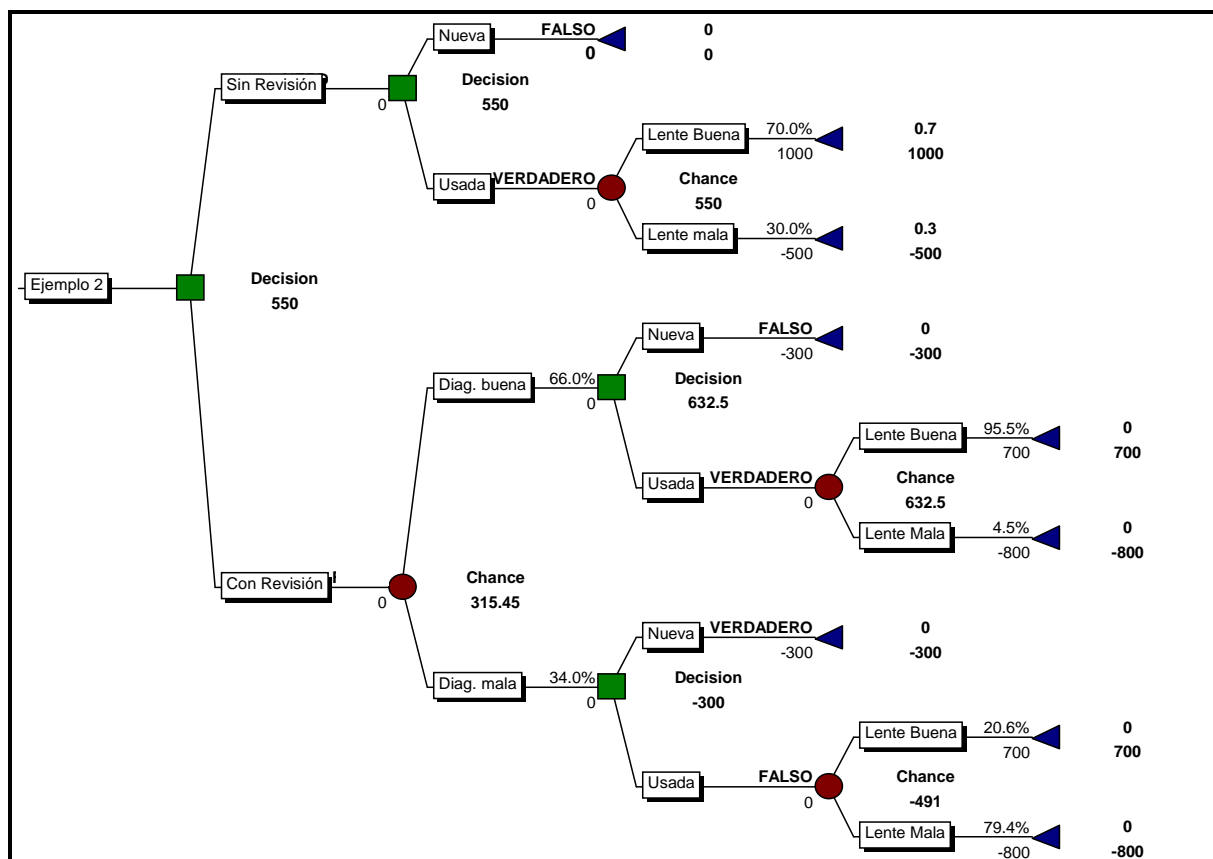 Nueva FALSO 0
0 0
Sin Revisión Decision
0 550
Lente Buena 70.0% 0.7
1000 1000
Usada VERDADERO Chance
0 550
Lente mala 30.0% 0.3
-500 -500
Ejemplo 2 Decision
550
Nueva FALSO 0
-300 -300
Diag. buena 66.0% Decision
0 632.5
Lente Buena 95.5% 0
700 700
Usada VERDADERO Chance
0 632.5
Lente Mala 4.5% 0
-800 -800
Con Revisión Chance
0 315.45
Nueva VERDADERO 0
-300 -300
Diag. mala 34.0% Decision
0 -300
Lente Buena 20.6% 0
700 700
Usada FALSO Chance
0 -491
Lente Mala 79.4% 0
-800 -800